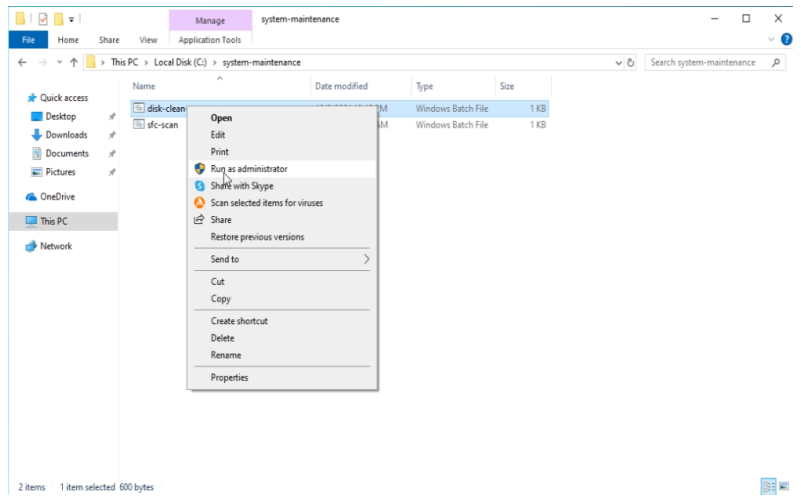 Manage system-maintenance
File Home Share View Application Tools
This PC > Local Disk (C:) > system-maintenance Search system-maintenance
Name Date modified Type Size
Quick access
disk-clean Windows Batch File 1 KB
Desktop
sfc-scan Windows Batch File 1 KB
Downloads
Documents
Pictures
OneDrive
This PC
Network
Open
Edit
Print
Run as administrator
Share with Skype
Scan selected items for viruses
Share
Restore previous versions
Send to
Cut
Copy
Create shortcut
Delete
Rename
Properties
2 items 1 item selected 600 bytes